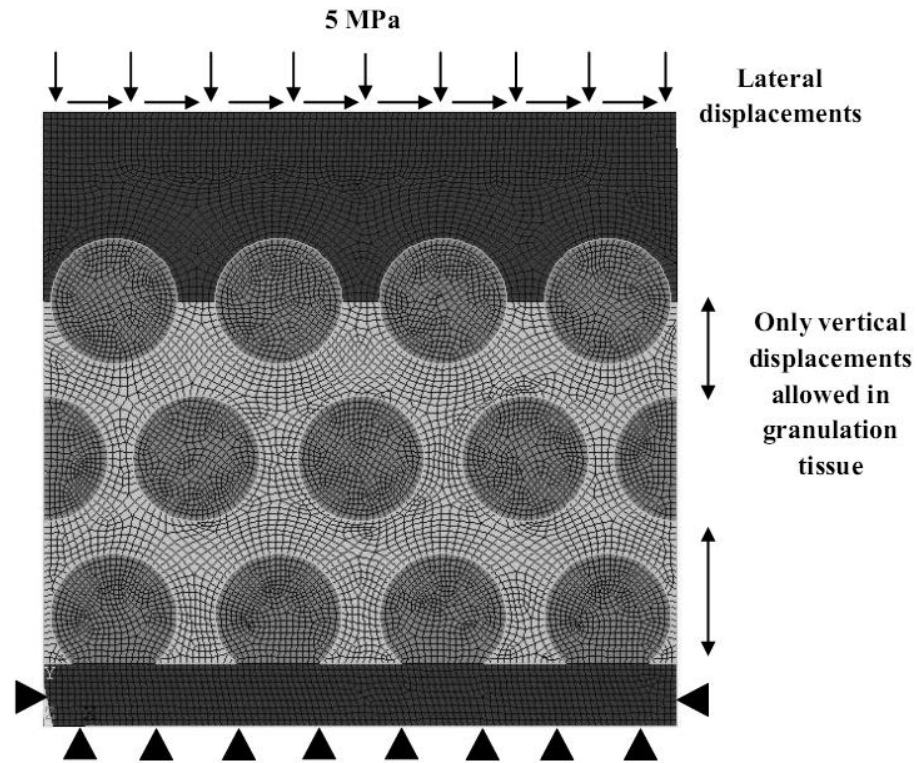 5 MPa
Lateral
displacements
Only vertical
displacements
allowed in
granulation
tissue
Y